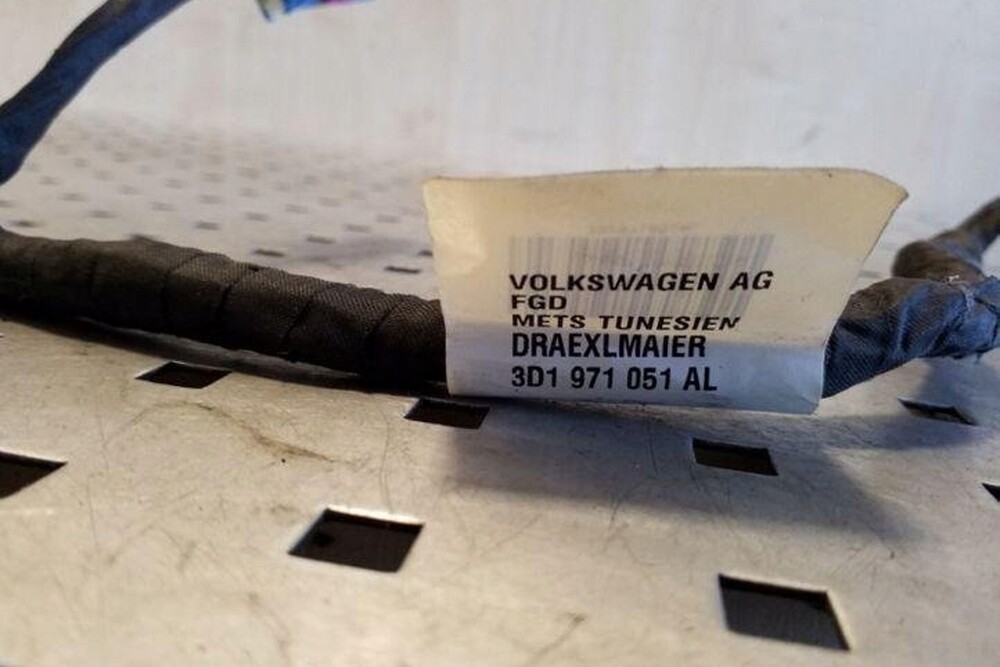 VOLKSWAGEN AG
FGD
METS TUNESIEN
DRAEXLMAIER
3D1 971 051 AL